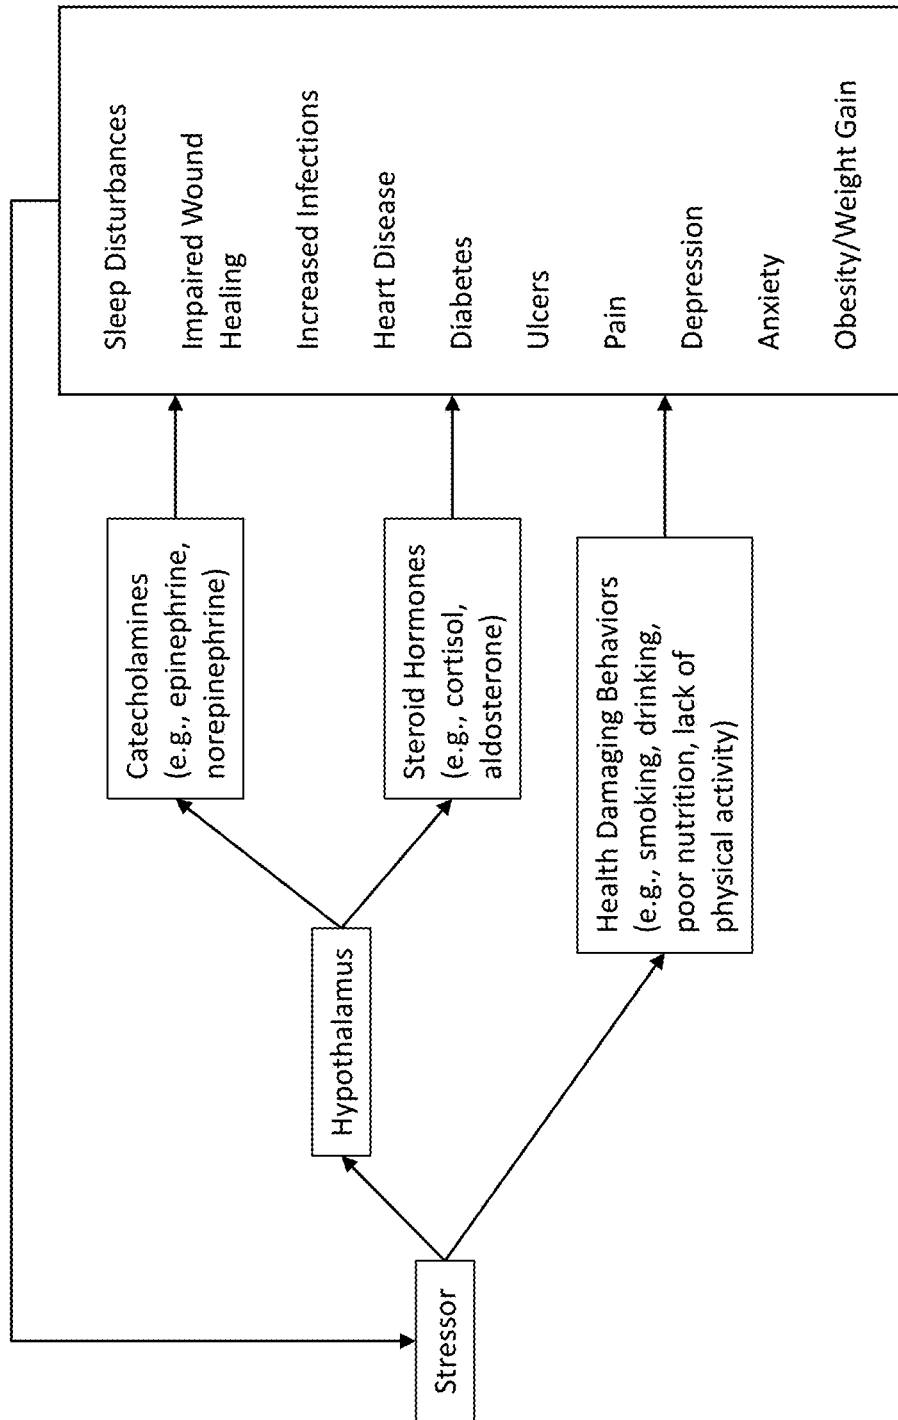 Stressor
Hypothalamus
Catecholamines
(e.g., epinephrine,
norepinephrine)
Steroid Hormones
(e.g., cortisol,
aldosterone)
Health Damaging Behaviors
(e.g., smoking, drinking,
poor nutrition, lack of
physical activity)
Sleep Disturbances
Impaired Wound
Healing
Increased Infections
Heart Disease
Diabetes
Ulcers
Pain
Depression
Anxiety
Obesity/Weight Gain